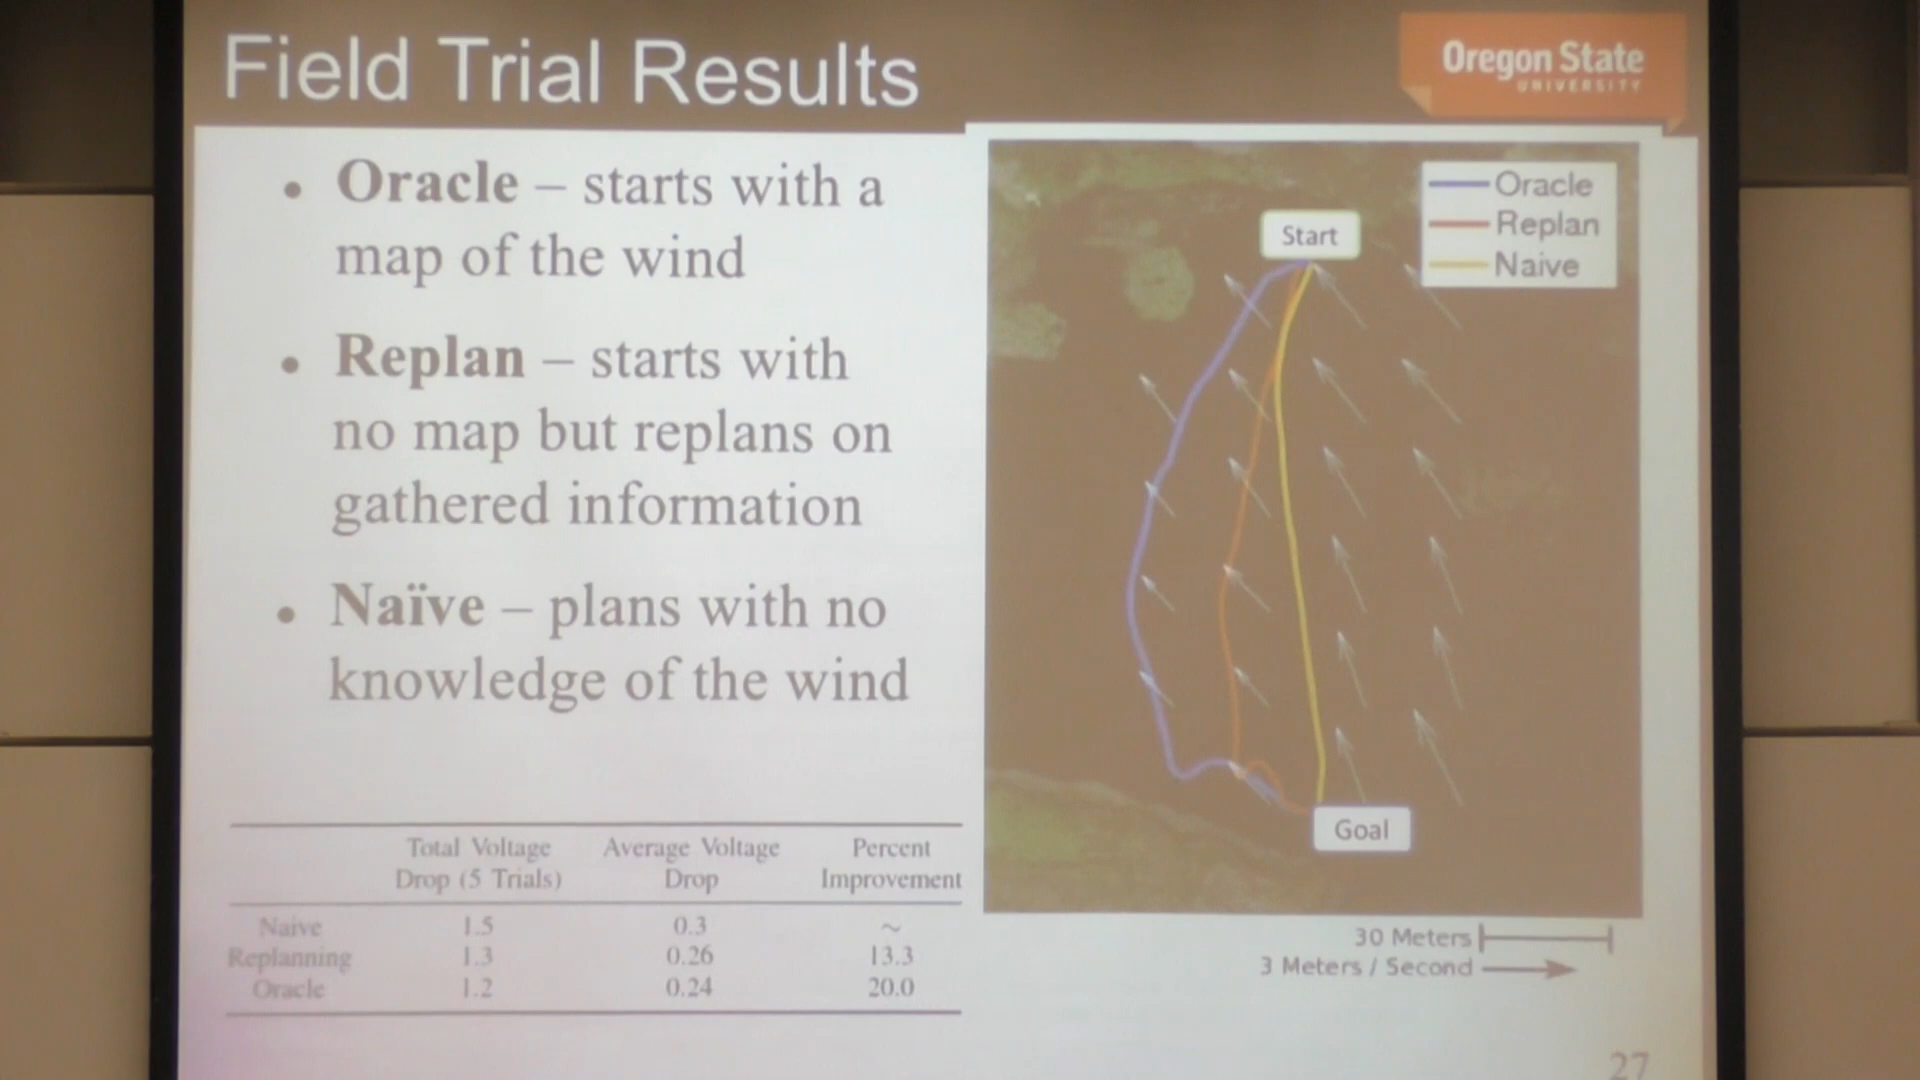 Field Trial Results
Oregon State
UNIVERSITY
• Oracle – starts with a
map of the wind
• Replan – starts with
no map but replans on
gathered information
• Naïve – plans with no
knowledge of the wind
Total Voltage Drop (5 Trials) Average Voltage Drop Percent Improvement
Naive 1.5 0.3 ~
Replanning 1.3 0.26 13.3
Oracle 1.2 0.24 20.0
Oracle
Replan
Naive
Start
Goal
30 Meters
3 Meters / Second
27